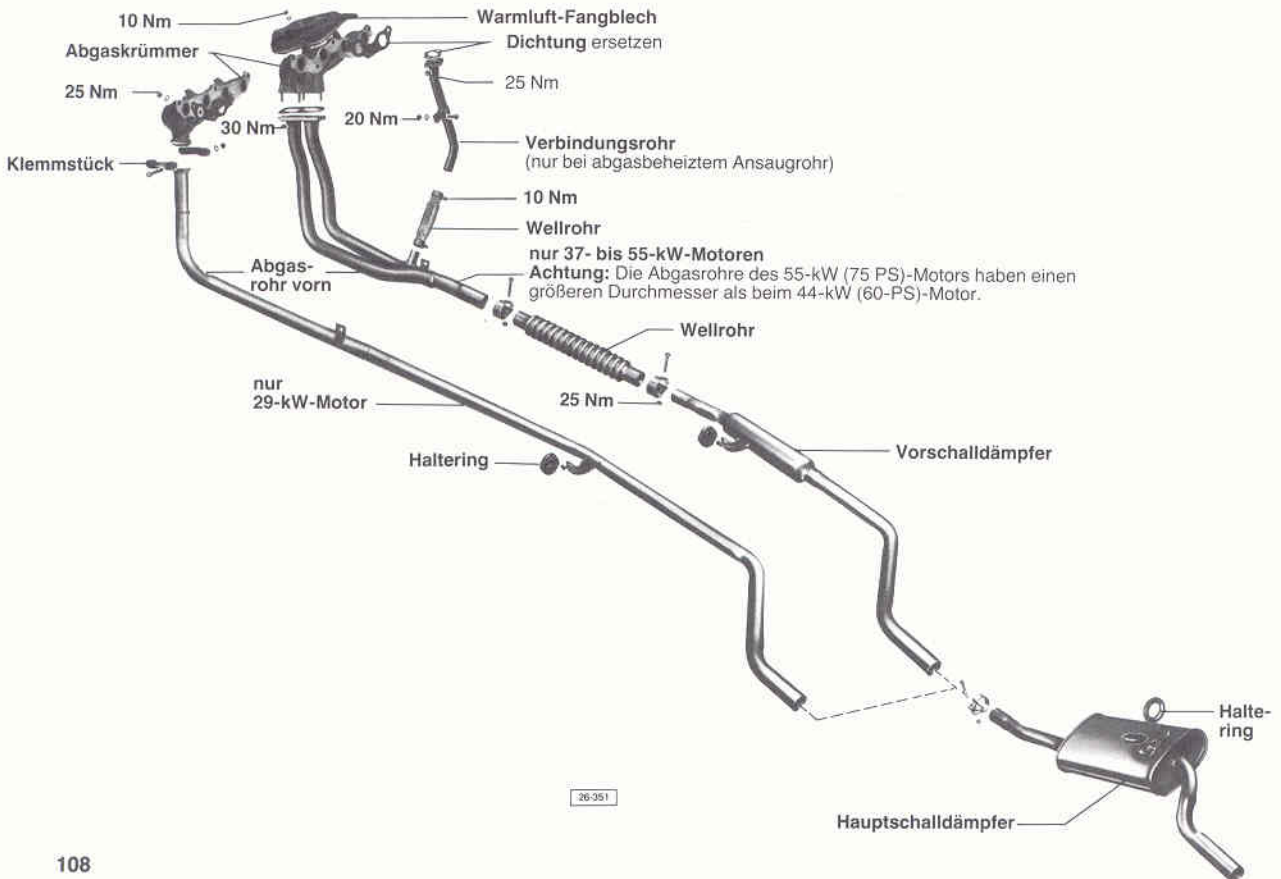 10 Nm
Warmluft-Fangblech
Abgaskrümmer
Dichtung ersetzen
25 Nm
25 Nm
30 Nm
20 Nm
Verbindungsrohr
(nur bei abgasbeheiztem Ansaugrohr)
Klemmstück
10 Nm
Wellrohr
nur 37- bis 55-kW-Motoren
Achtung: Die Abgasrohre des 55-kW (75 PS)-Motors haben einen
größeren Durchmesser als beim 44-kW (60-PS)-Motor.
Abgas-
rohr vorn
Wellrohr
nur
29-kW-Motor
25 Nm
Haltering
Vorschalldämpfer
Halte-
ring
26-351
Hauptschalldämpfer
108